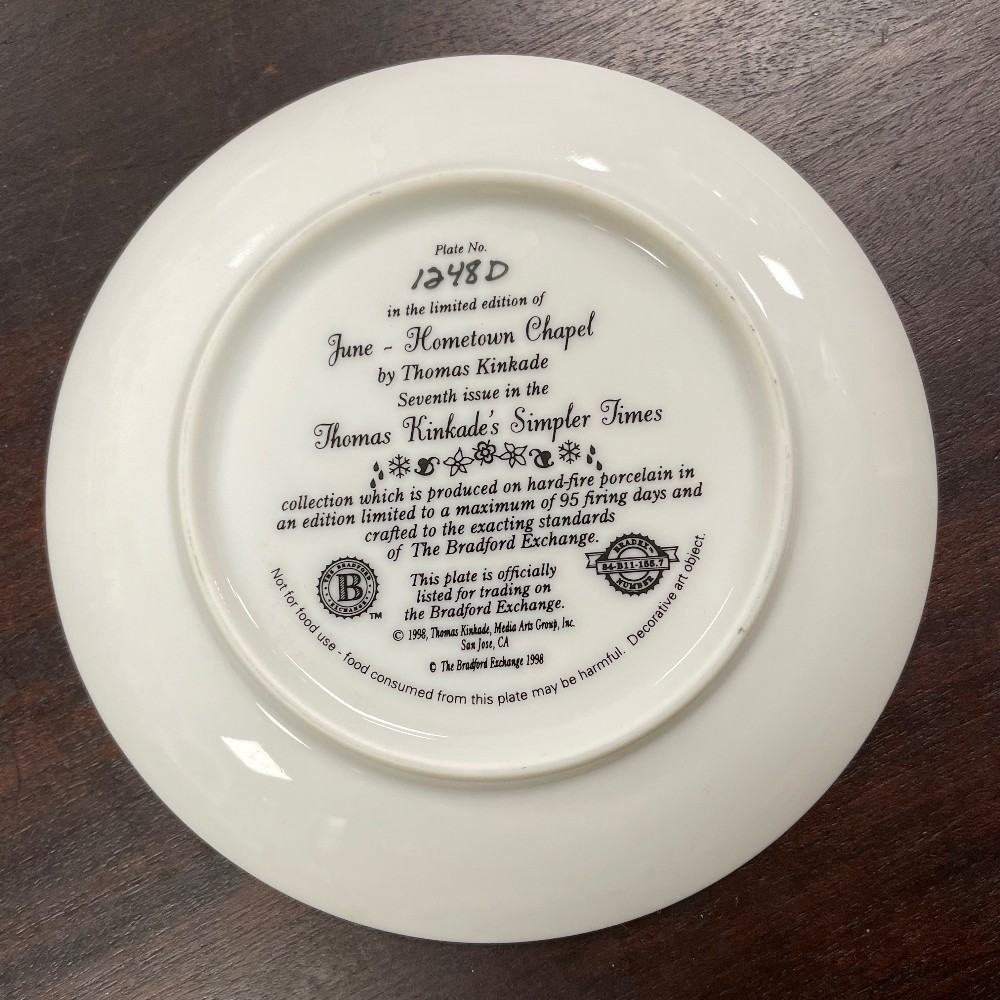 Plate No.
1248D
in the limited edition of
June - Hometown Chapel
by Thomas Kinkade
Seventh issue in the
Thomas Kinkade's Simpler Times
collection which is produced on hard-fire porcelain in
an edition limited to a maximum of 95 firing days and
crafted to the exacting standards
of The Bradford Exchange.
THE BRADFORD
B
EXCHANGE
TM
This plate is officially
listed for trading on
the Bradford Exchange.
BRADEX™
84-B11-155.7
NUMBER
© 1998, Thomas Kinkade, Media Arts Group, Inc.
San Jose, CA
© The Bradford Exchange 1998
Not for food use - food consumed from this plate may be harmful. Decorative art object.